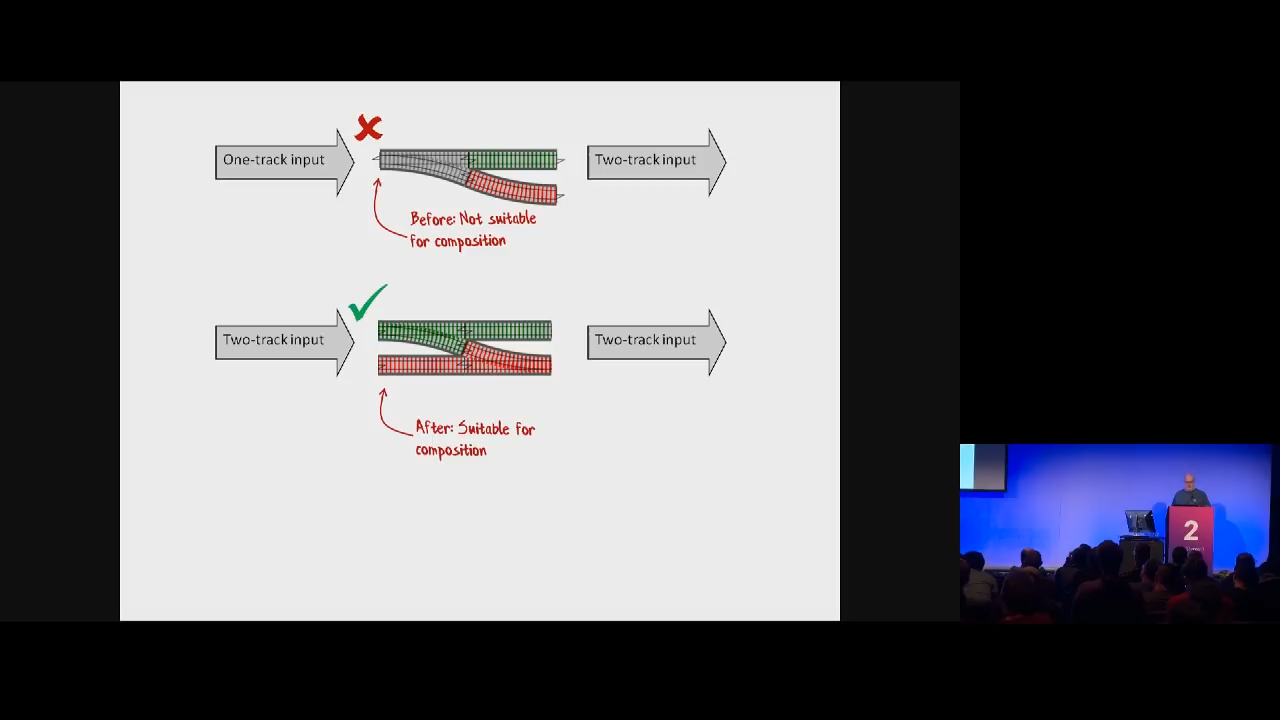 One-track input
Two-track input
Before: Not suitable
for composition
Two-track input
Two-track input
After: Suitable for
composition
2